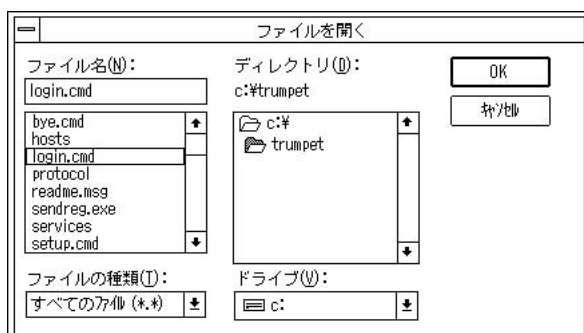 ファイルを開く
ファイル名(N):
login.cmd
bye.cmd
hosts
login.cmd
protocol
readme.msg
sendreg.exe
services
setup.cmd
ファイルの種類(T):
すべてのファイル (*.*)
ディレクトリ(D):
c:¥trumpet
c:¥
trumpet
ドライブ(V):
c:
OK
キャンセル